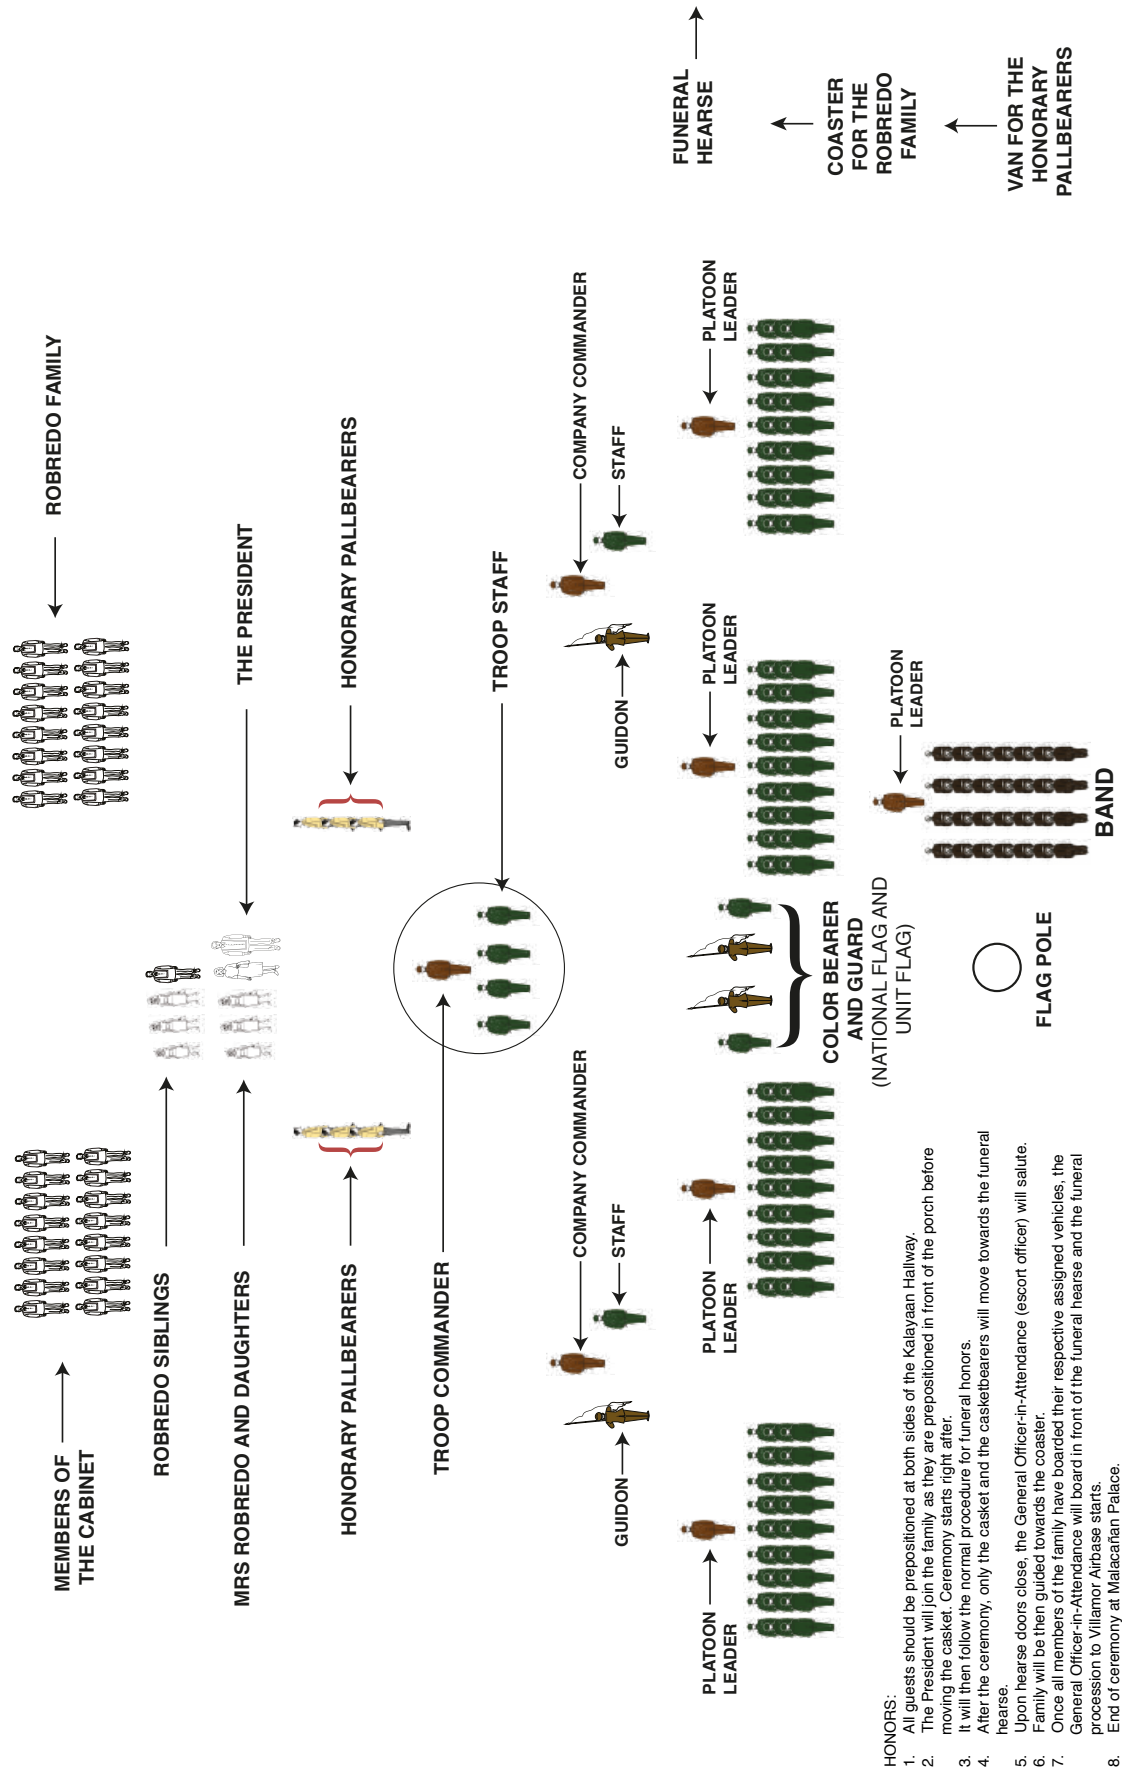 MEMBERS OF
THE CABINET
ROBREDO FAMILY
ROBREDO SIBLINGS
MRS ROBREDO AND DAUGHTERS
THE PRESIDENT
HONORARY PALLBEARERS
HONORARY PALLBEARERS
TROOP COMMANDER
TROOP STAFF
COMPANY COMMANDER
STAFF
GUIDON
COMPANY COMMANDER
STAFF
GUIDON
PLATOON
LEADER
PLATOON
LEADER
PLATOON
LEADER
PLATOON
LEADER
FUNERAL
HEARSE
COASTER
FOR THE
ROBREDO
FAMILY
VAN FOR THE
HONORARY
PALLBEARERS
COLOR BEARER
AND GUARD
(NATIONAL FLAG AND
UNIT FLAG)
PLATOON
LEADER
BAND
FLAG POLE
HONORS:
1. All guests should be prepositioned at both sides of the Kalayaan Hallway.
2. The President will join the family as they are prepositioned in front of the porch before
moving the casket. Ceremony starts right after.
3. It will then follow the normal procedure for funeral honors.
4. After the ceremony, only the casket and the casketbearers will move towards the funeral
hearse.
5. Upon hearse doors close, the General Officer-in-Attendance (escort officer) will salute.
6. Family will be then guided towards the coaster.
7. Once all members of the family have boarded their respective assigned vehicles, the
General Officer-in-Attendance will board in front of the funeral hearse and the funeral
procession to Villamor Airbase starts.
8. End of ceremony at Malacañan Palace.